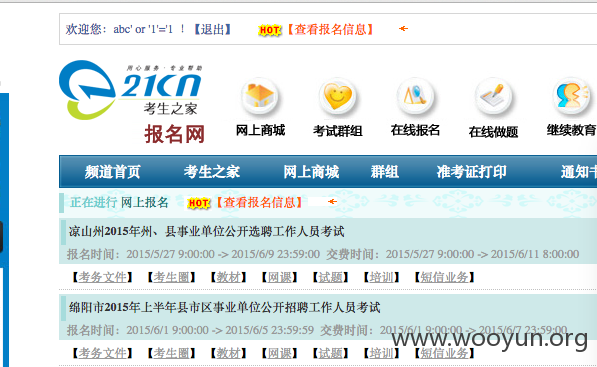 欢迎您：abc' or '1'='1 ！【退出】 HOT【查看报名信息】
用心服务·专业帮助
21CN
考生之家
报名网
网上商城 考试群组 在线报名 在线做题 继续教育
频道首页 考生之家 网上商城 群组 准考证打印 通知书
正在进行 网上报名 HOT【查看报名信息】
凉山州2015年州、县事业单位公开选聘工作人员考试
报名时间：2015/5/27 9:00:00 -> 2015/6/9 23:59:00 交费时间：2015/5/27 9:00:00 -> 2015/6/11 8:00:00
【考务文件】 【考生圈】 【教材】 【网课】 【试题】 【培训】 【短信业务】
绵阳市2015年上半年县市区事业单位公开招聘工作人员考试
报名时间：2015/6/1 9:00:00 -> 2015/6/5 23:59:59 交费时间：2015/6/1 9:00:00 -> 2015/6/7 23:59:00
【考务文件】 【考生圈】 【教材】 【网课】 【试题】 【培训】 【短信业务】
www.wooyun.org